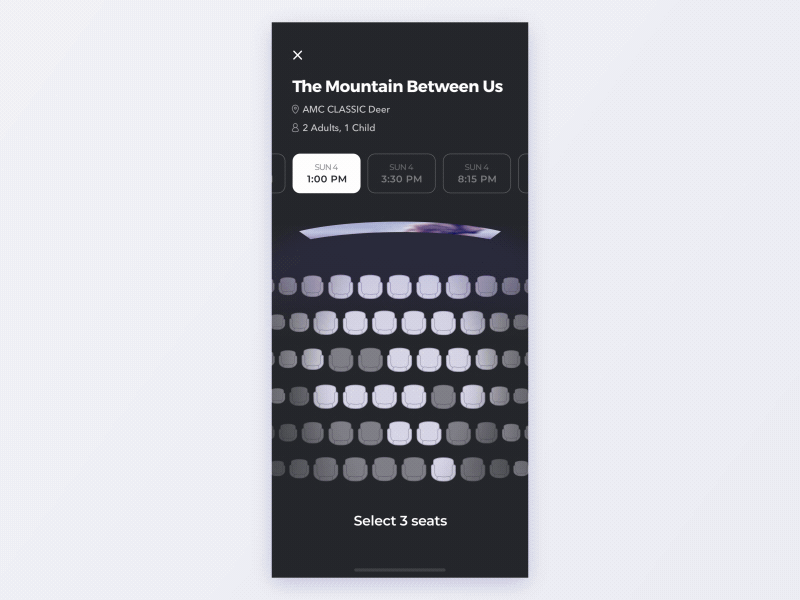 The Mountain Between Us
AMC CLASSIC Deer
2 Adults, 1 Child
SUN 4 SUN 4 SUN 4
1:00 PM 3:30 PM 8:15 PM
Select 3 seats